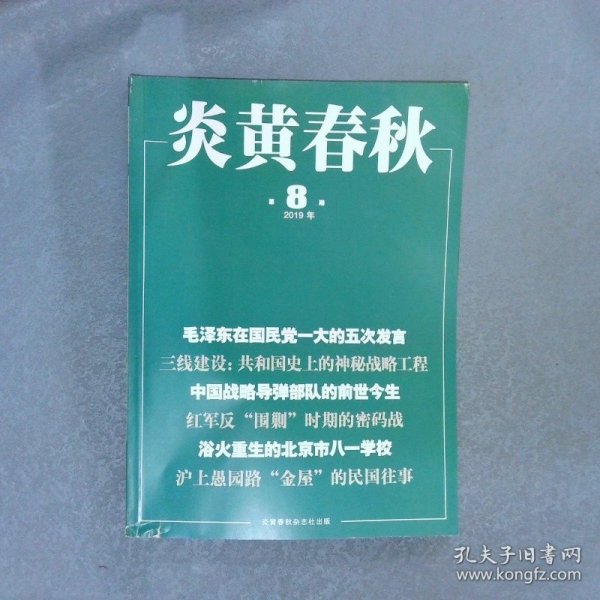 炎黄春秋
第 8 期
2019 年
毛泽东在国民党一大的五次发言
三线建设：共和国史上的神秘战略工程
中国战略导弹部队的前世今生
红军反“围剿”时期的密码战
浴火重生的北京市八一学校
沪上愚园路“金屋”的民国往事
炎黄春秋杂志社出版
孔夫子旧书网
www.kongfz.com